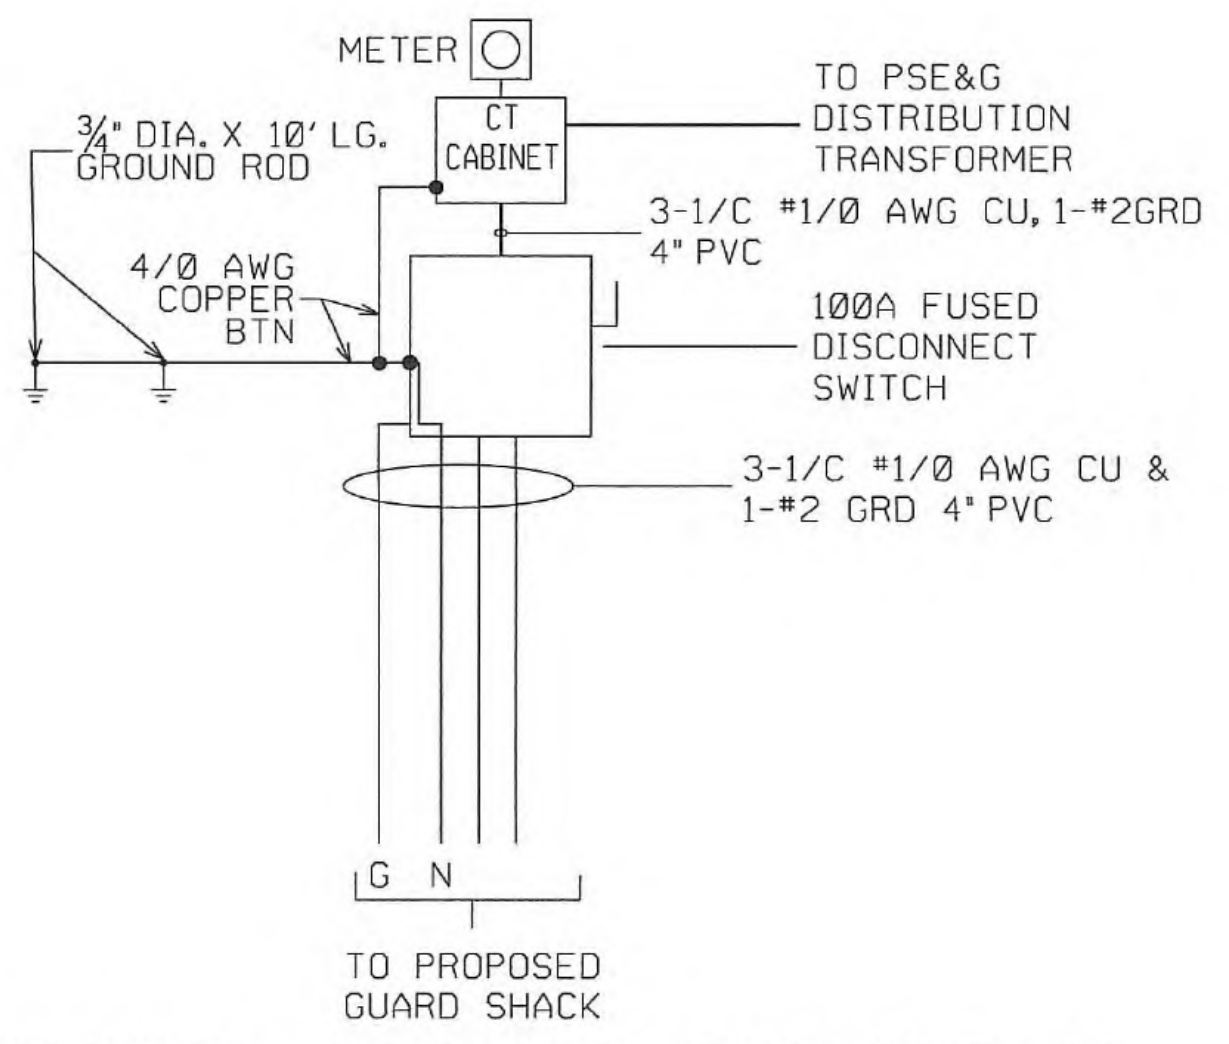 METER
CT
CABINET
TO PSE&G
DISTRIBUTION
TRANSFORMER
3/4" DIA. X 10' LG.
GROUND ROD
3-1/C #1/0 AWG CU, 1-#2GRD
4" PVC
4/0 AWG
COPPER
BTN
100A FUSED
DISCONNECT
SWITCH
3-1/C #1/0 AWG CU &
1-#2 GRD 4" PVC
G N
TO PROPOSED
GUARD SHACK